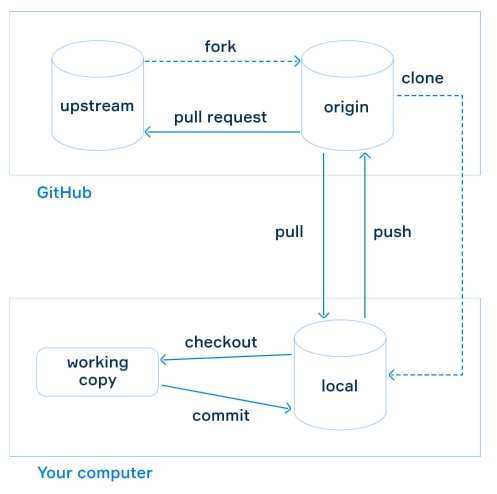 fork
clone
upstream
origin
pull request
GitHub
pull
push
checkout
working
copy
local
commit
Your computer